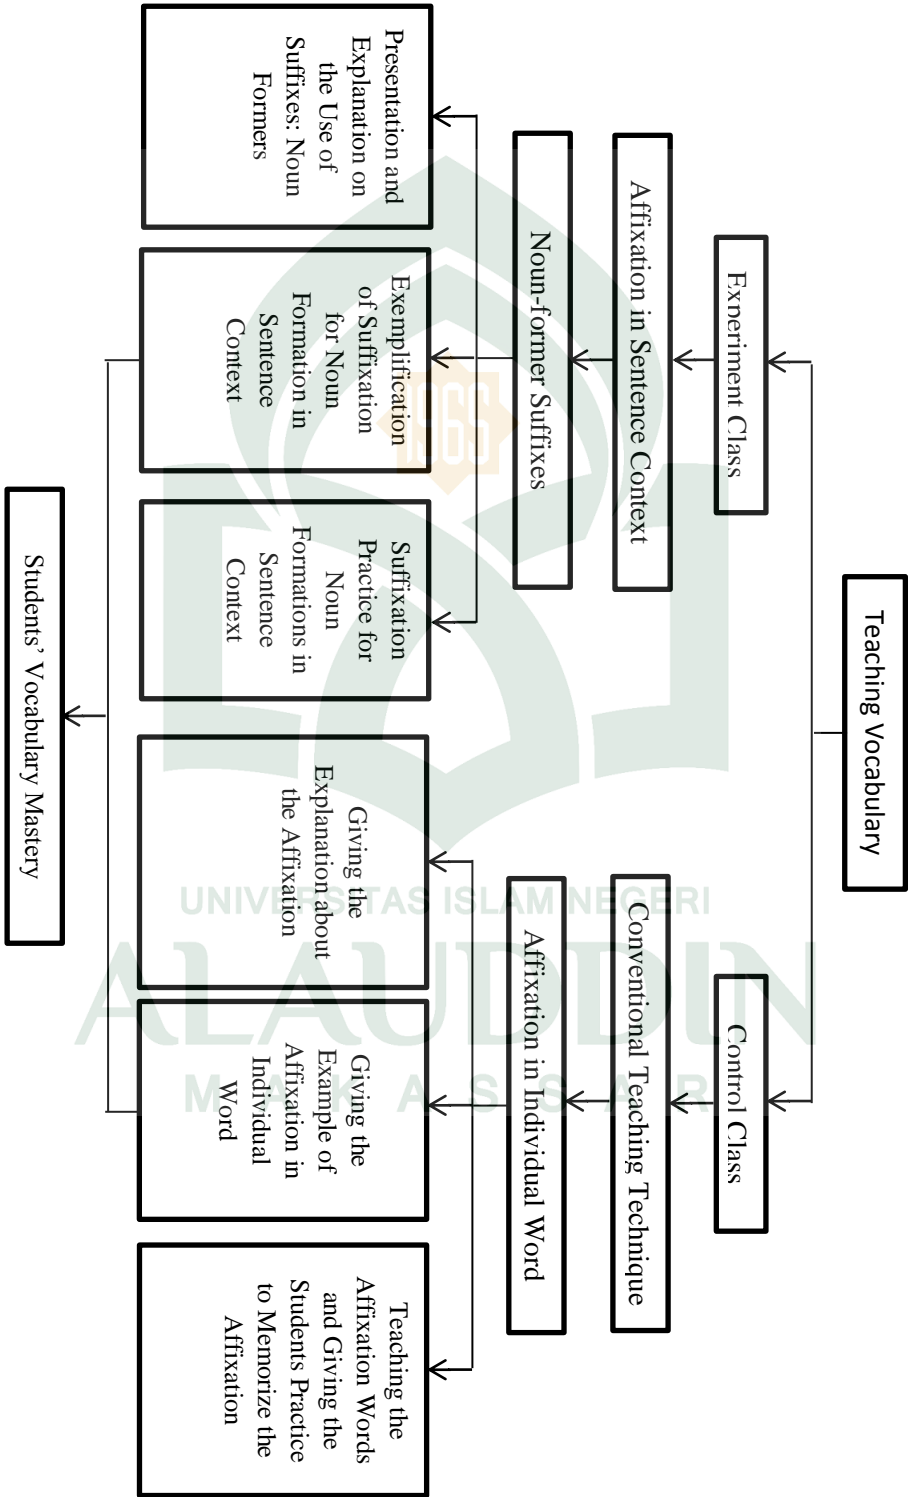 Teaching Vocabulary
Experiment Class
Control Class
Affixation in Sentence Context
Conventional Teaching Technique
Noun-former Suffixes
Affixation in Individual Word
Presentation and
Explanation on
the Use of
Suffixes: Noun
Formers
Exemplification
of Suffixation
for Noun
Formation in
Sentence
Context
Suffixation
Practice for
Noun
Formations in
Sentence
Context
Giving the
Explanation about
the Affixation
Giving the
Example of
Affixation in
Individual
Word
Teaching the
Affixation Words
and Giving the
Students Practice
to Memorize the
Affixation
Students’ Vocabulary Mastery
1965
UNIVERSITAS ISLAM NEGERI
ALAUDDIN
MAKASSAR